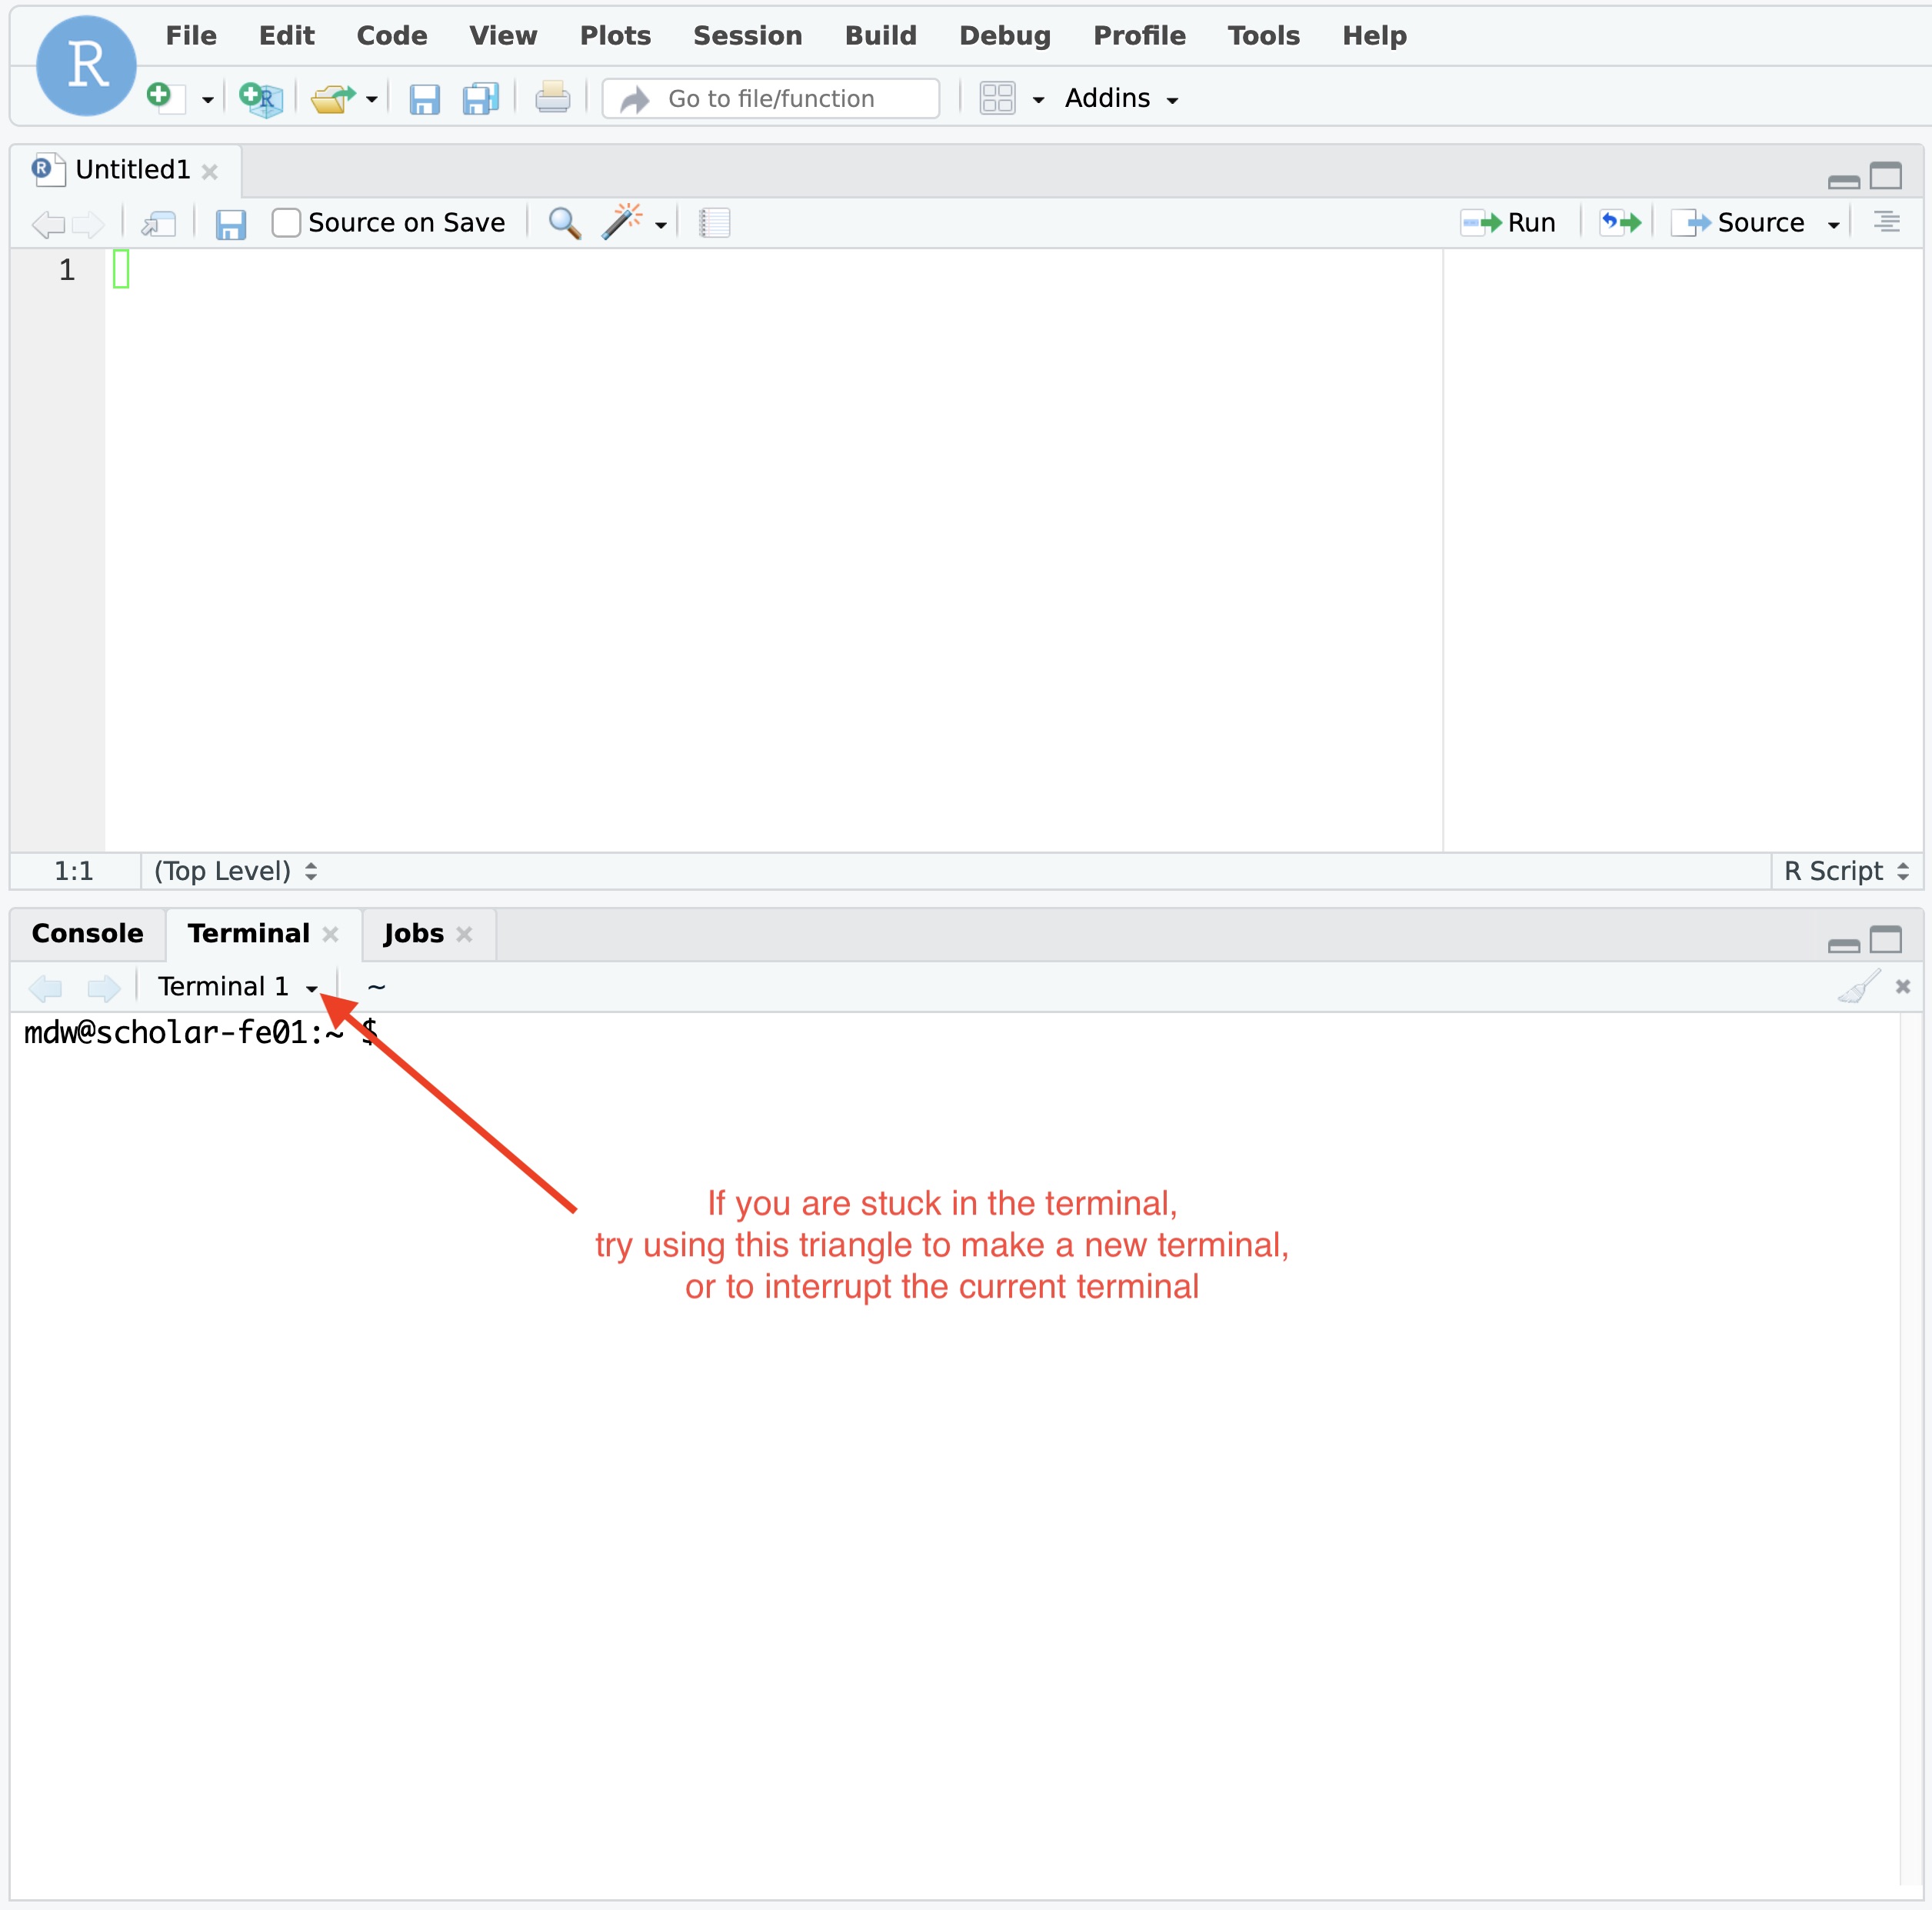 R File Edit Code View Plots Session Build Debug Profile Tools Help
R Go to file/function Addins
R Untitled1
Source on Save Run Source
1
1:1 (Top Level) R Script
Console Terminal Jobs
Terminal 1 ~
mdw@scholar-fe01:~ $
If you are stuck in the terminal,
try using this triangle to make a new terminal,
or to interrupt the current terminal